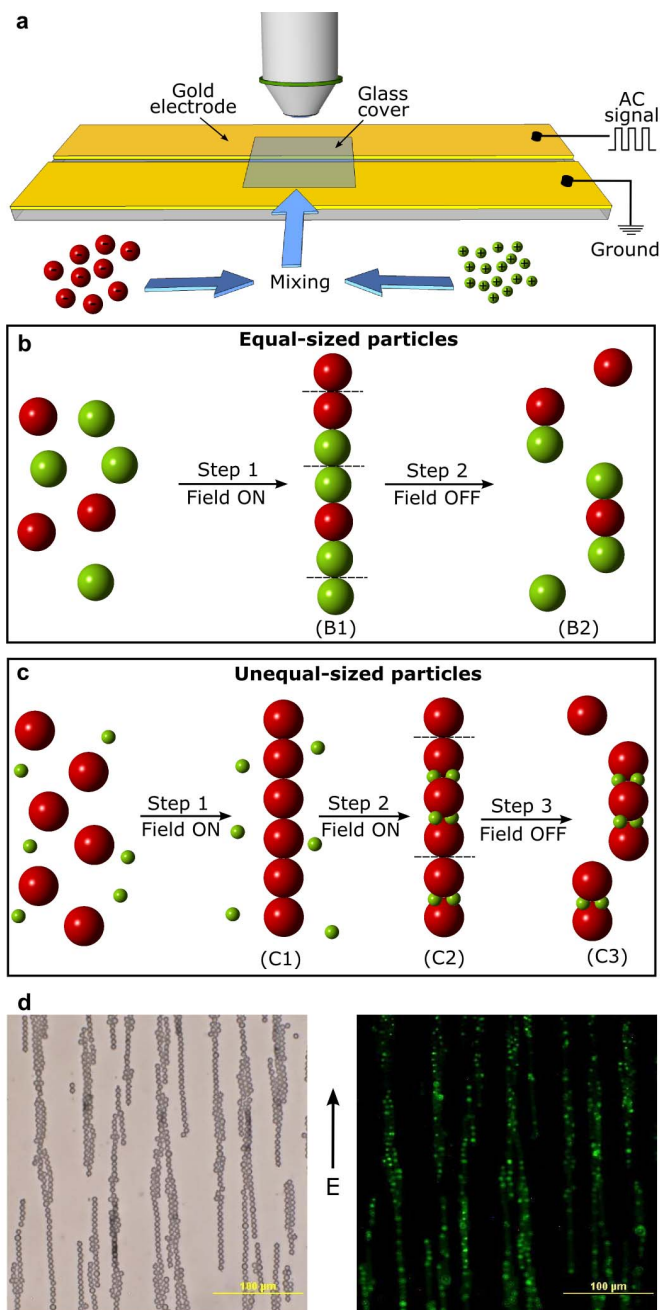 a
Gold
electrode
Glass
cover
AC
signal
Ground
Mixing
b
Equal-sized particles
Step 1
Field ON
Step 2
Field OFF
(B1)
(B2)
c
Unequal-sized particles
Step 1
Field ON
Step 2
Field ON
Step 3
Field OFF
(C1)
(C2)
(C3)
d
E
100 µm
100 µm